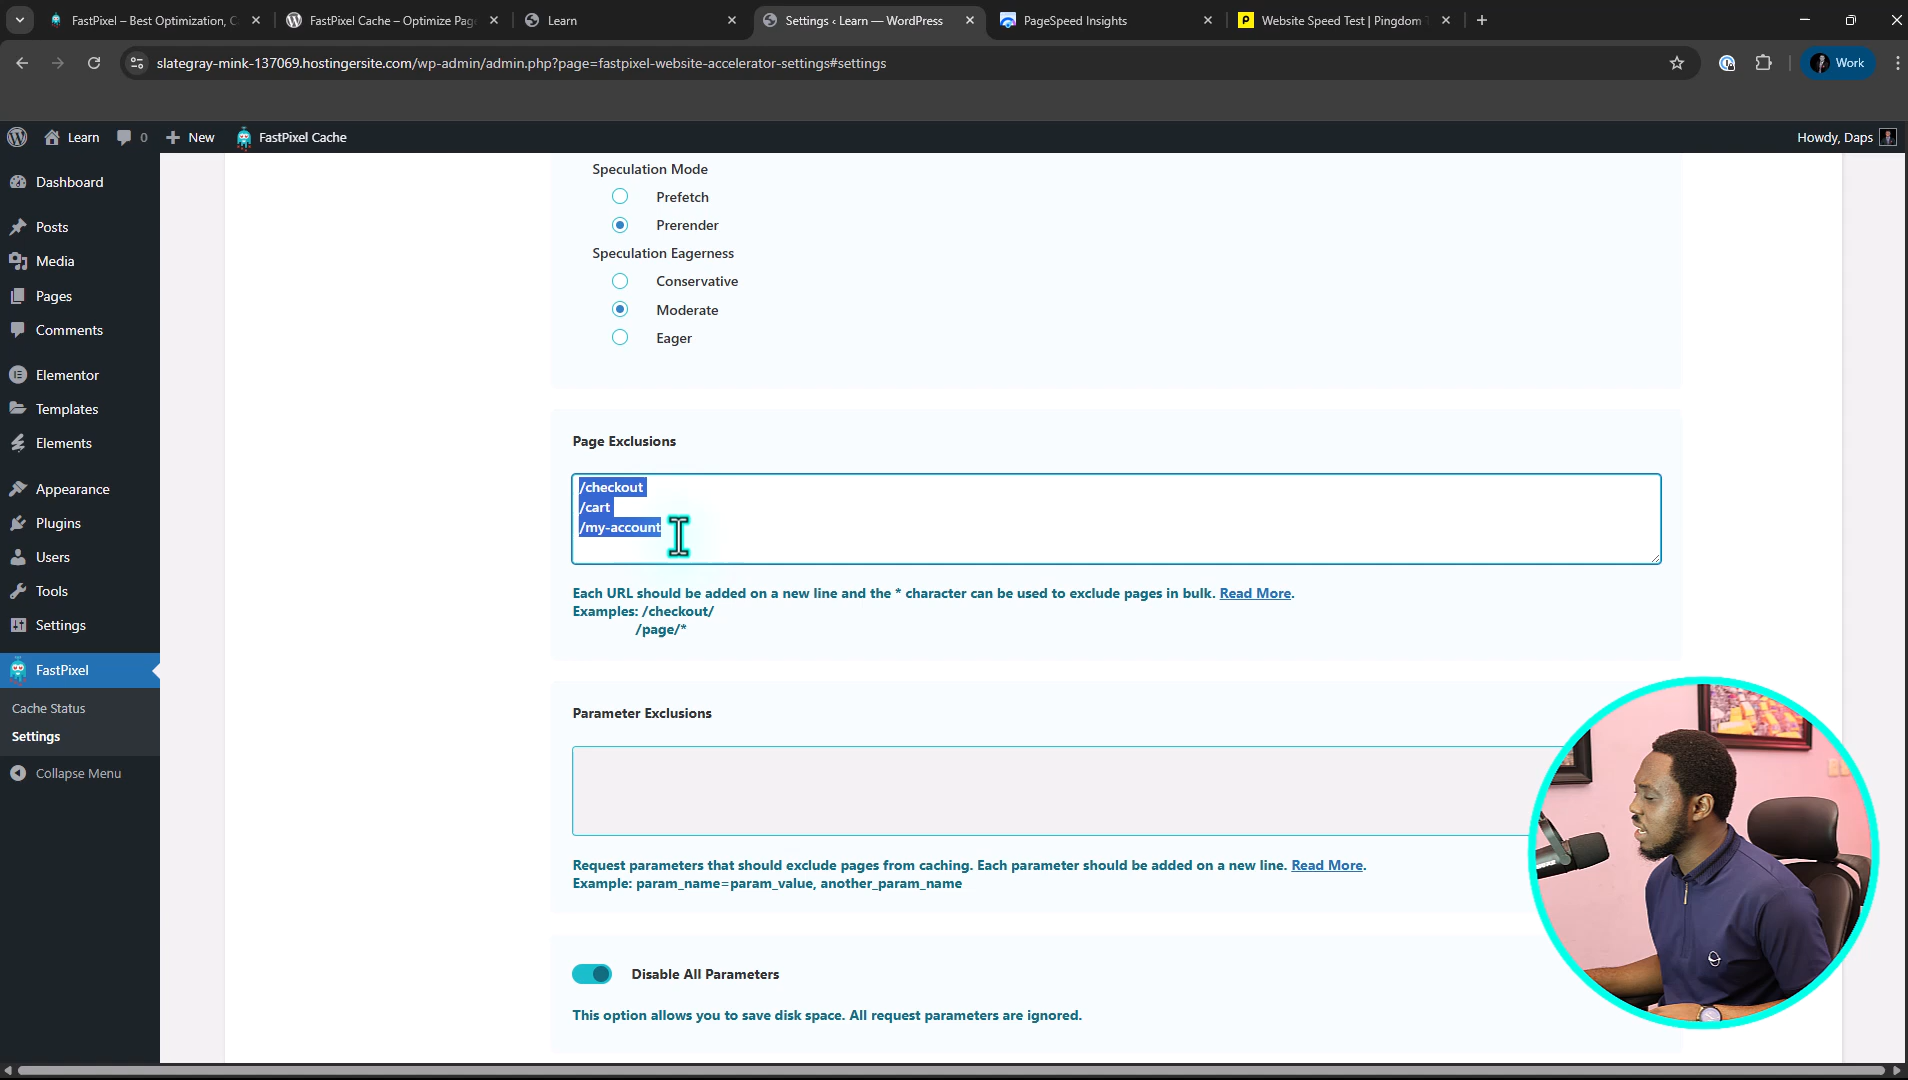 FastPixel – Best Optimization, C
FastPixel Cache – Optimize Page
Learn
Settings ‹ Learn — WordPress
PageSpeed Insights
Website Speed Test | Pingdom T
slategray-mink-137069.hostingersite.com/wp-admin/admin.php?page=fastpixel-website-accelerator-settings#settings
Work
Learn
0
New
FastPixel Cache
Howdy, Daps
Dashboard
Posts
Media
Pages
Comments
Elementor
Templates
Elements
Appearance
Plugins
Users
Tools
Settings
FastPixel
Cache Status
Settings
Collapse Menu
Speculation Mode
Prefetch
Prerender
Speculation Eagerness
Conservative
Moderate
Eager
Page Exclusions
/checkout
/cart
/my-account
Each URL should be added on a new line and the * character can be used to exclude pages in bulk. Read More.
Examples: /checkout/
/page/*
Parameter Exclusions
Request parameters that should exclude pages from caching. Each parameter should be added on a new line. Read More.
Example: param_name=param_value, another_param_name
Disable All Parameters
This option allows you to save disk space. All request parameters are ignored.